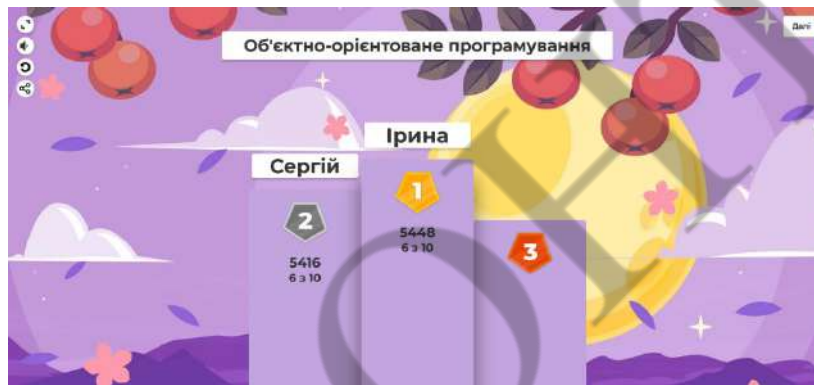 Далі
Об'єктно-орієнтоване програмування
Ірина
Сергій
1
2
5448
6 з 10
3
5416
6 з 10